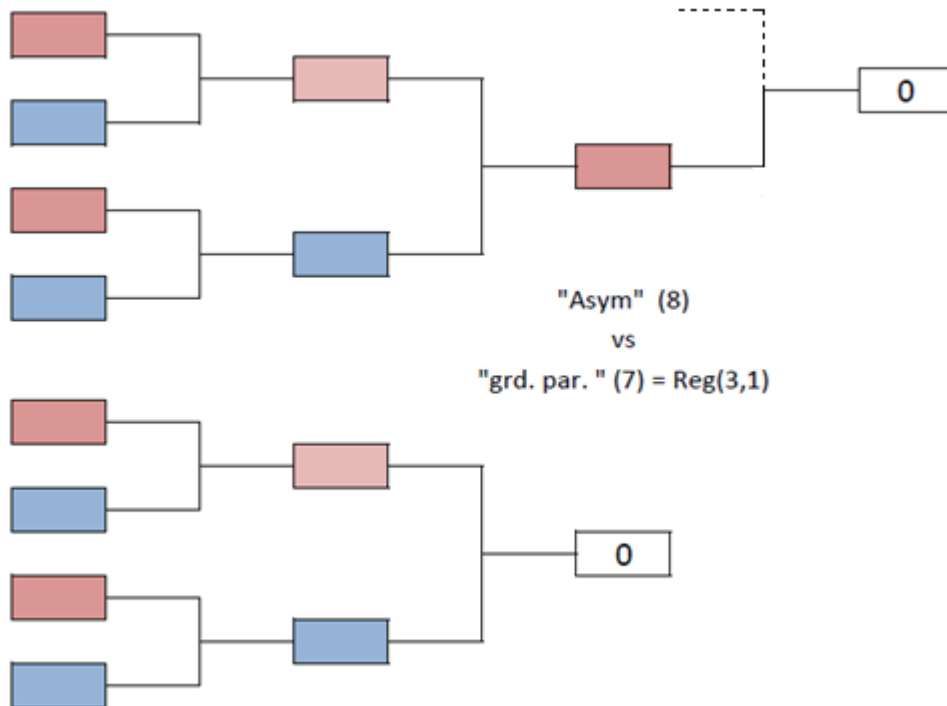 0
"Asym" (8)
vs
"grd. par. " (7) = Reg(3,1)
0